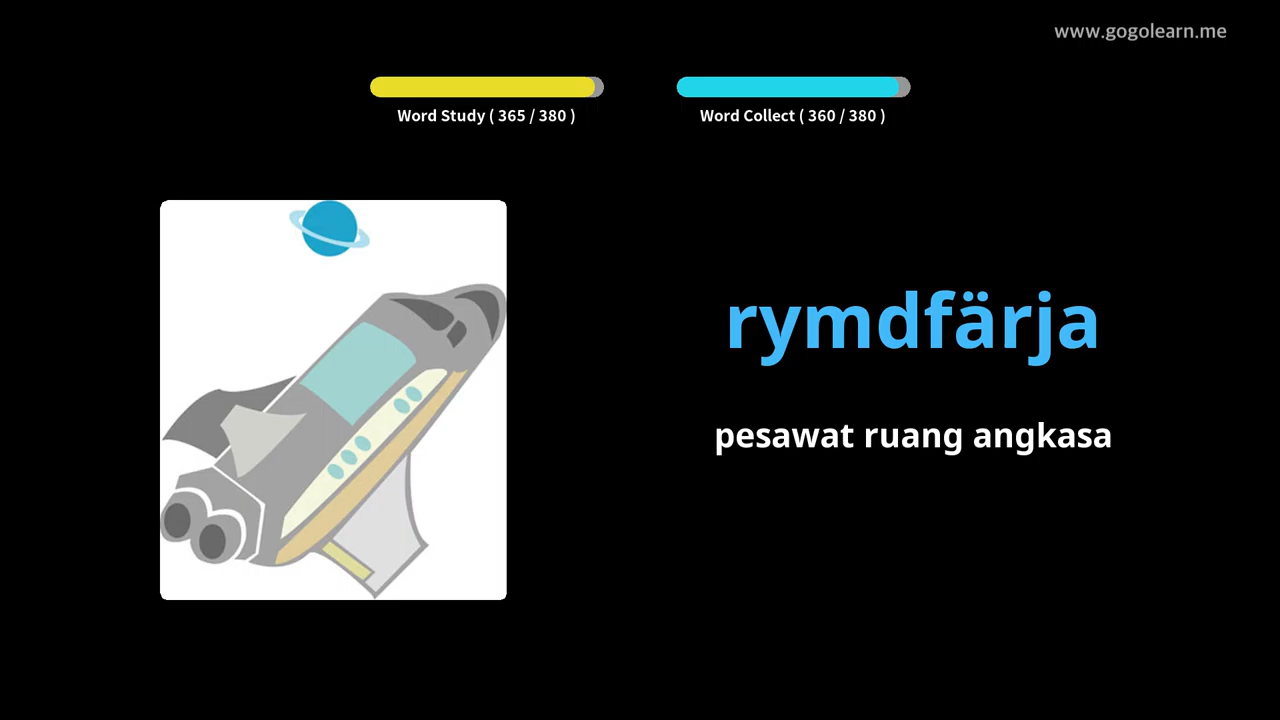 www.gogolearn.me
Word Study ( 365 / 380 )
Word Collect ( 360 / 380 )
rymdfärja
pesawat ruang angkasa